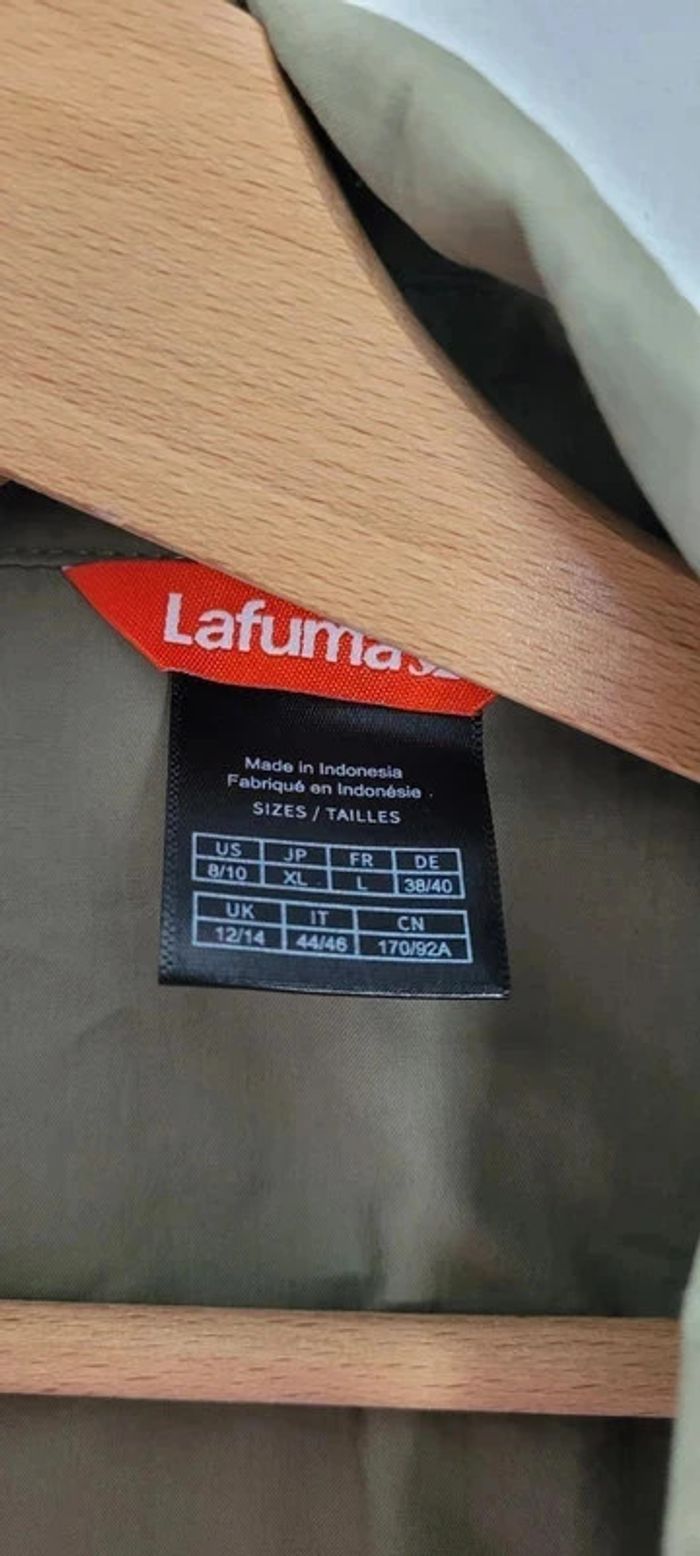 Lafuma
Made in Indonesia
Fabriqué en Indonésie
SIZES / TAILLES
US JP FR DE
8/10 XL L 38/40
UK IT CN
12/14 44/46 170/92A